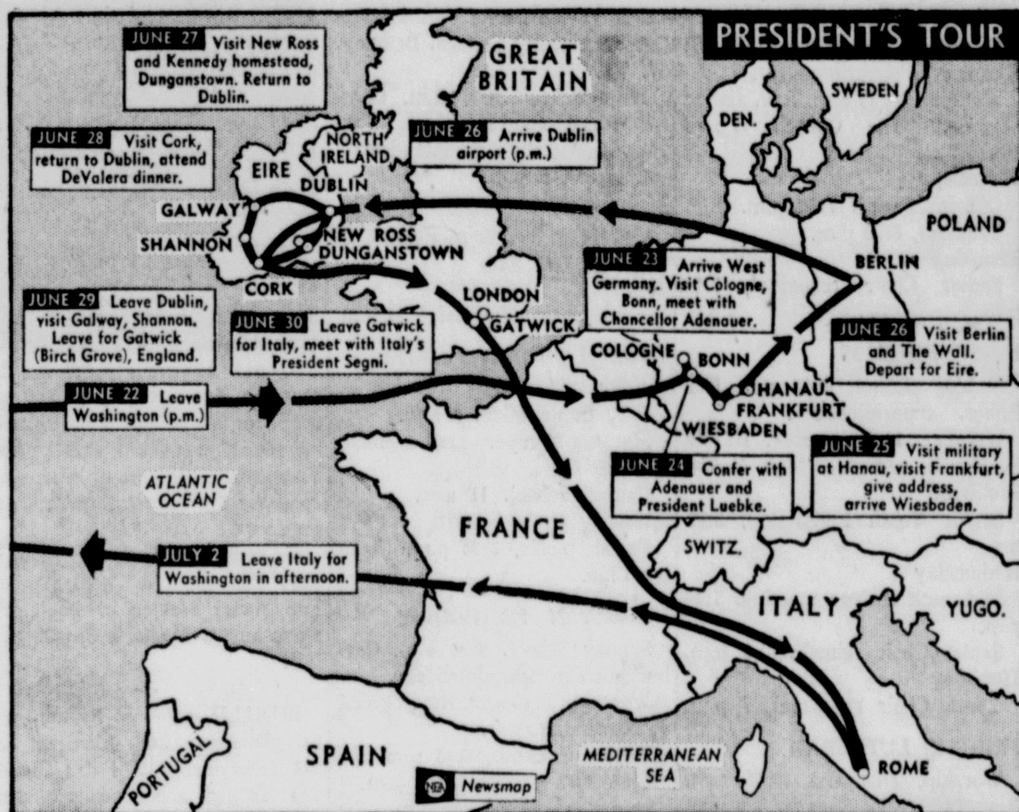 PRESIDENT'S TOUR
JUNE 27 Visit New Ross
and Kennedy homestead,
Dunganstown. Return to
Dublin.
GREAT
BRITAIN
SWEDEN
DEN.
JUNE 28 Visit Cork,
return to Dublin, attend
DeValera dinner.
NORTH
IRELAND
EIRE
DUBLIN
JUNE 26 Arrive Dublin
airport (p.m.)
GALWAY
SHANNON
NEW ROSS
DUNGANSTOWN
CORK
POLAND
BERLIN
JUNE 23 Arrive West
Germany. Visit Cologne,
Bonn, meet with
Chancellor Adenauer.
JUNE 29 Leave Dublin,
visit Galway, Shannon.
Leave for Gatwick
(Birch Grove), England.
JUNE 30 Leave Gatwick
for Italy, meet with Italy's
President Segni.
LONDON
GATWICK
COLOGNE
BONN
HANAU
FRANKFURT
WIESBADEN
JUNE 26 Visit Berlin
and The Wall.
Depart for Eire.
JUNE 22 Leave
Washington (p.m.)
JUNE 24 Confer with
Adenauer and
President Luebke.
JUNE 25 Visit military
at Hanau, visit Frankfurt,
give address,
arrive Wiesbaden.
ATLANTIC
OCEAN
FRANCE
SWITZ.
JULY 2 Leave Italy for
Washington in afternoon.
ITALY
YUGO.
PORTUGAL
SPAIN
MEDITERRANEAN
SEA
ROME
NEA Newsmap